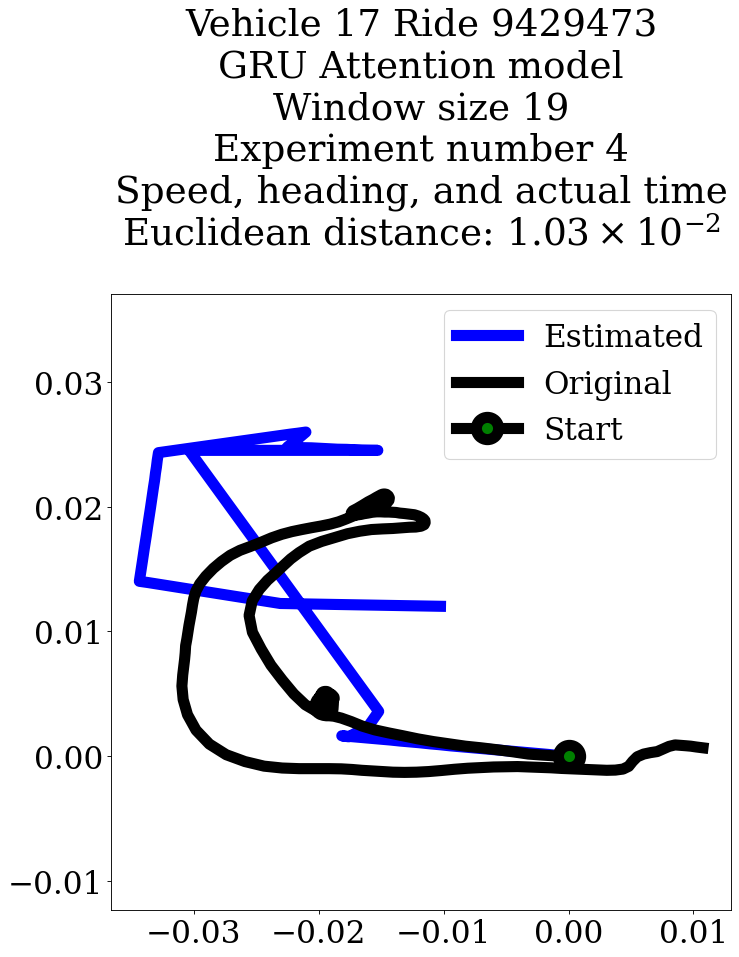 Vehicle 17 Ride 9429473
GRU Attention model
Window size 19
Experiment number 4
Speed, heading, and actual time
Euclidean distance: 1.03 × 10⁻²
Estimated
Original
Start
0.03
0.02
0.01
0.00
−0.01
−0.03
−0.02
−0.01
0.00
0.01